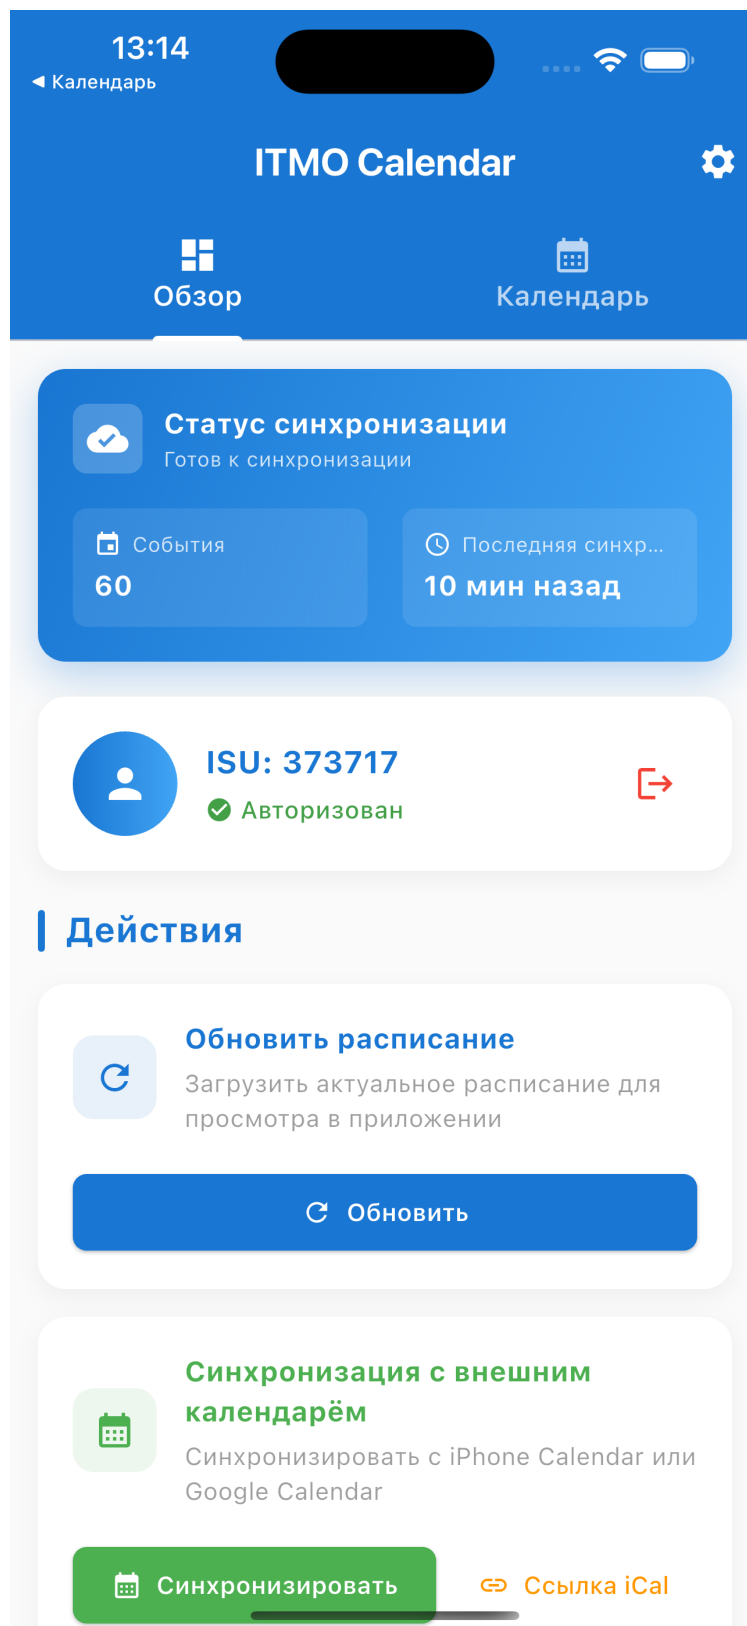 13:14
◀ Календарь
ITMO Calendar
Обзор
Календарь
Статус синхронизации
Готов к синхронизации
События
60
Последняя синхр...
10 мин назад
ISU: 373717
Авторизован
Действия
Обновить расписание
Загрузить актуальное расписание для
просмотра в приложении
Обновить
Синхронизация с внешним
календарём
Синхронизировать с iPhone Calendar или
Google Calendar
Синхронизировать
Ссылка iCal